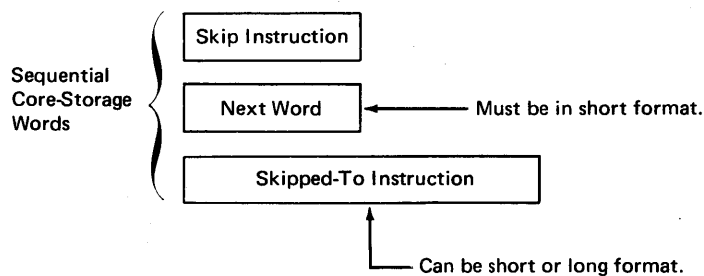 Skip Instruction
Sequential
Core-Storage
Words
Next Word
Must be in short format.
Skipped-To Instruction
Can be short or long format.